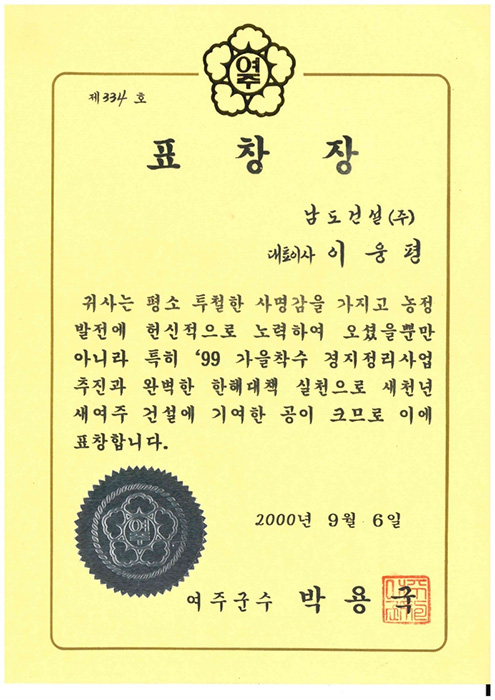 여주
제334호
표창장
남도건설(주)
대표이사 이웅평
귀사는 평소 투철한 사명감을 가지고 농정
발전에 헌신적으로 노력하여 오셨을뿐만
아니라 특히 '99 가을착수 경지정리사업
추진과 완벽한 한해대책 실천으로 새천년
새여주 건설에 기여한 공이 크므로 이에
표창합니다.
여주
2000년 9월 6일
여주군수 박용국